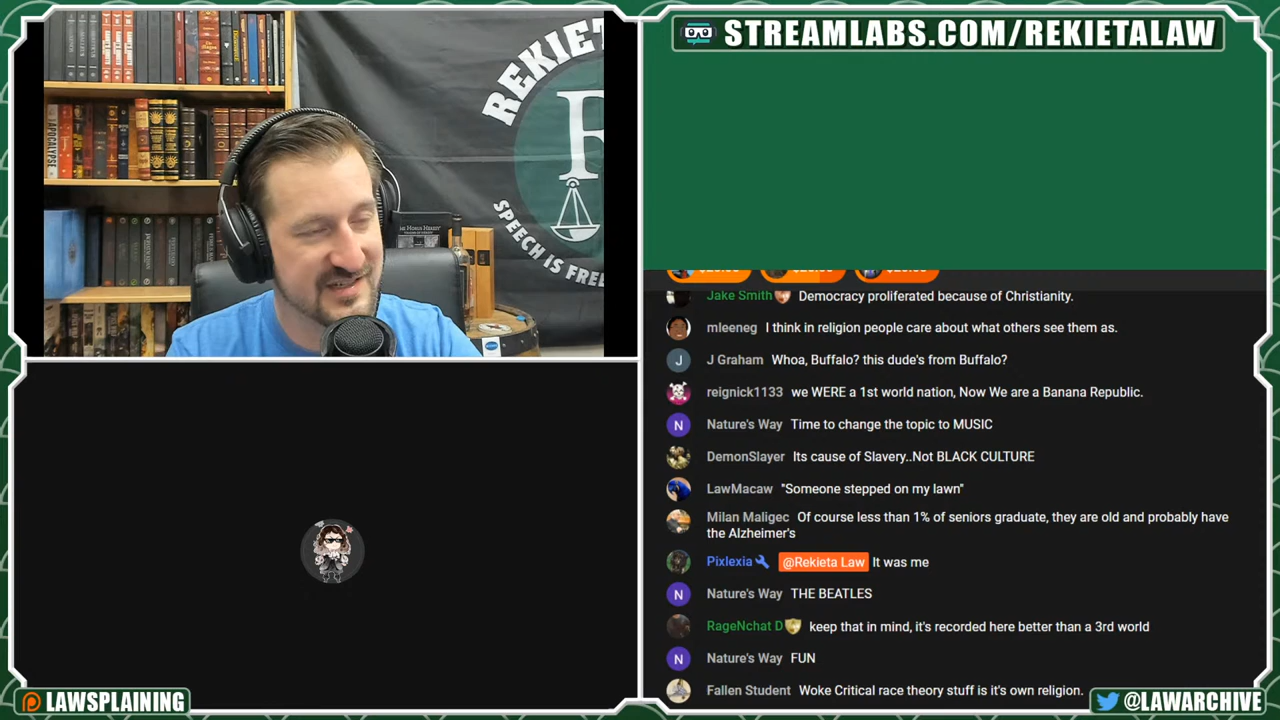 STREAMLABS.COM/REKIETALAW
REKIET
SPEECH IS FREE
R
APOCALYPSE
Jake Smith Democracy proliferated because of Christianity.
mleeneg I think in religion people care about what others see them as.
J
J Graham Whoa, Buffalo? this dude's from Buffalo?
reignick1133 we WERE a 1st world nation, Now We are a Banana Republic.
N
Nature's Way Time to change the topic to MUSIC
DemonSlayer Its cause of Slavery..Not BLACK CULTURE
LawMacaw "Someone stepped on my lawn"
Milan Maligec Of course less than 1% of seniors graduate, they are old and probably have
the Alzheimer's
Pixlexia @Rekieta Law It was me
N
Nature's Way THE BEATLES
RageNchat D keep that in mind, it's recorded here better than a 3rd world
N
Nature's Way FUN
Fallen Student Woke Critical race theory stuff is it's own religion.
LAWSPLAINING
@LAWARCHIVE